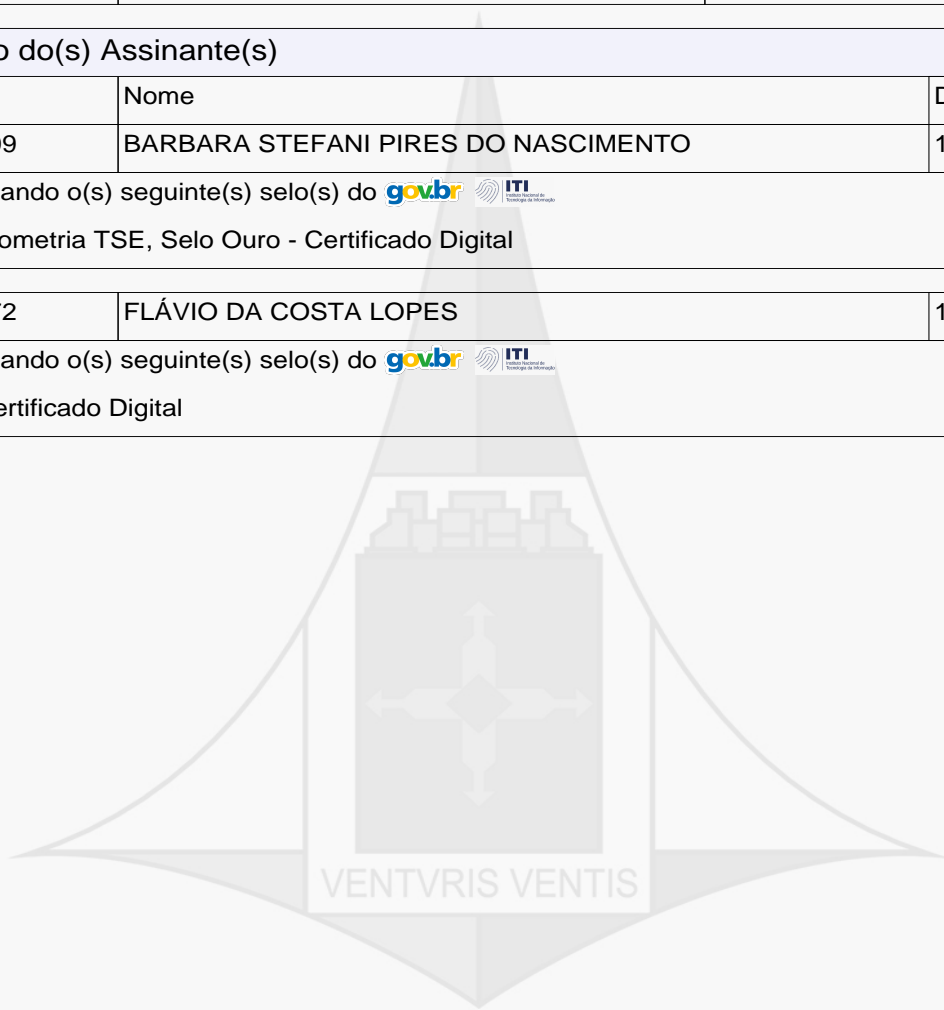 o do(s) Assinante(s)
Nome D
99 BARBARA STEFANI PIRES DO NASCIMENTO 1
ando o(s) seguinte(s) selo(s) do gov.br ITI
ometria TSE, Selo Ouro - Certificado Digital
72 FLÁVIO DA COSTA LOPES 1
ando o(s) seguinte(s) selo(s) do gov.br ITI
ertificado Digital
VENTVRIS VENTIS